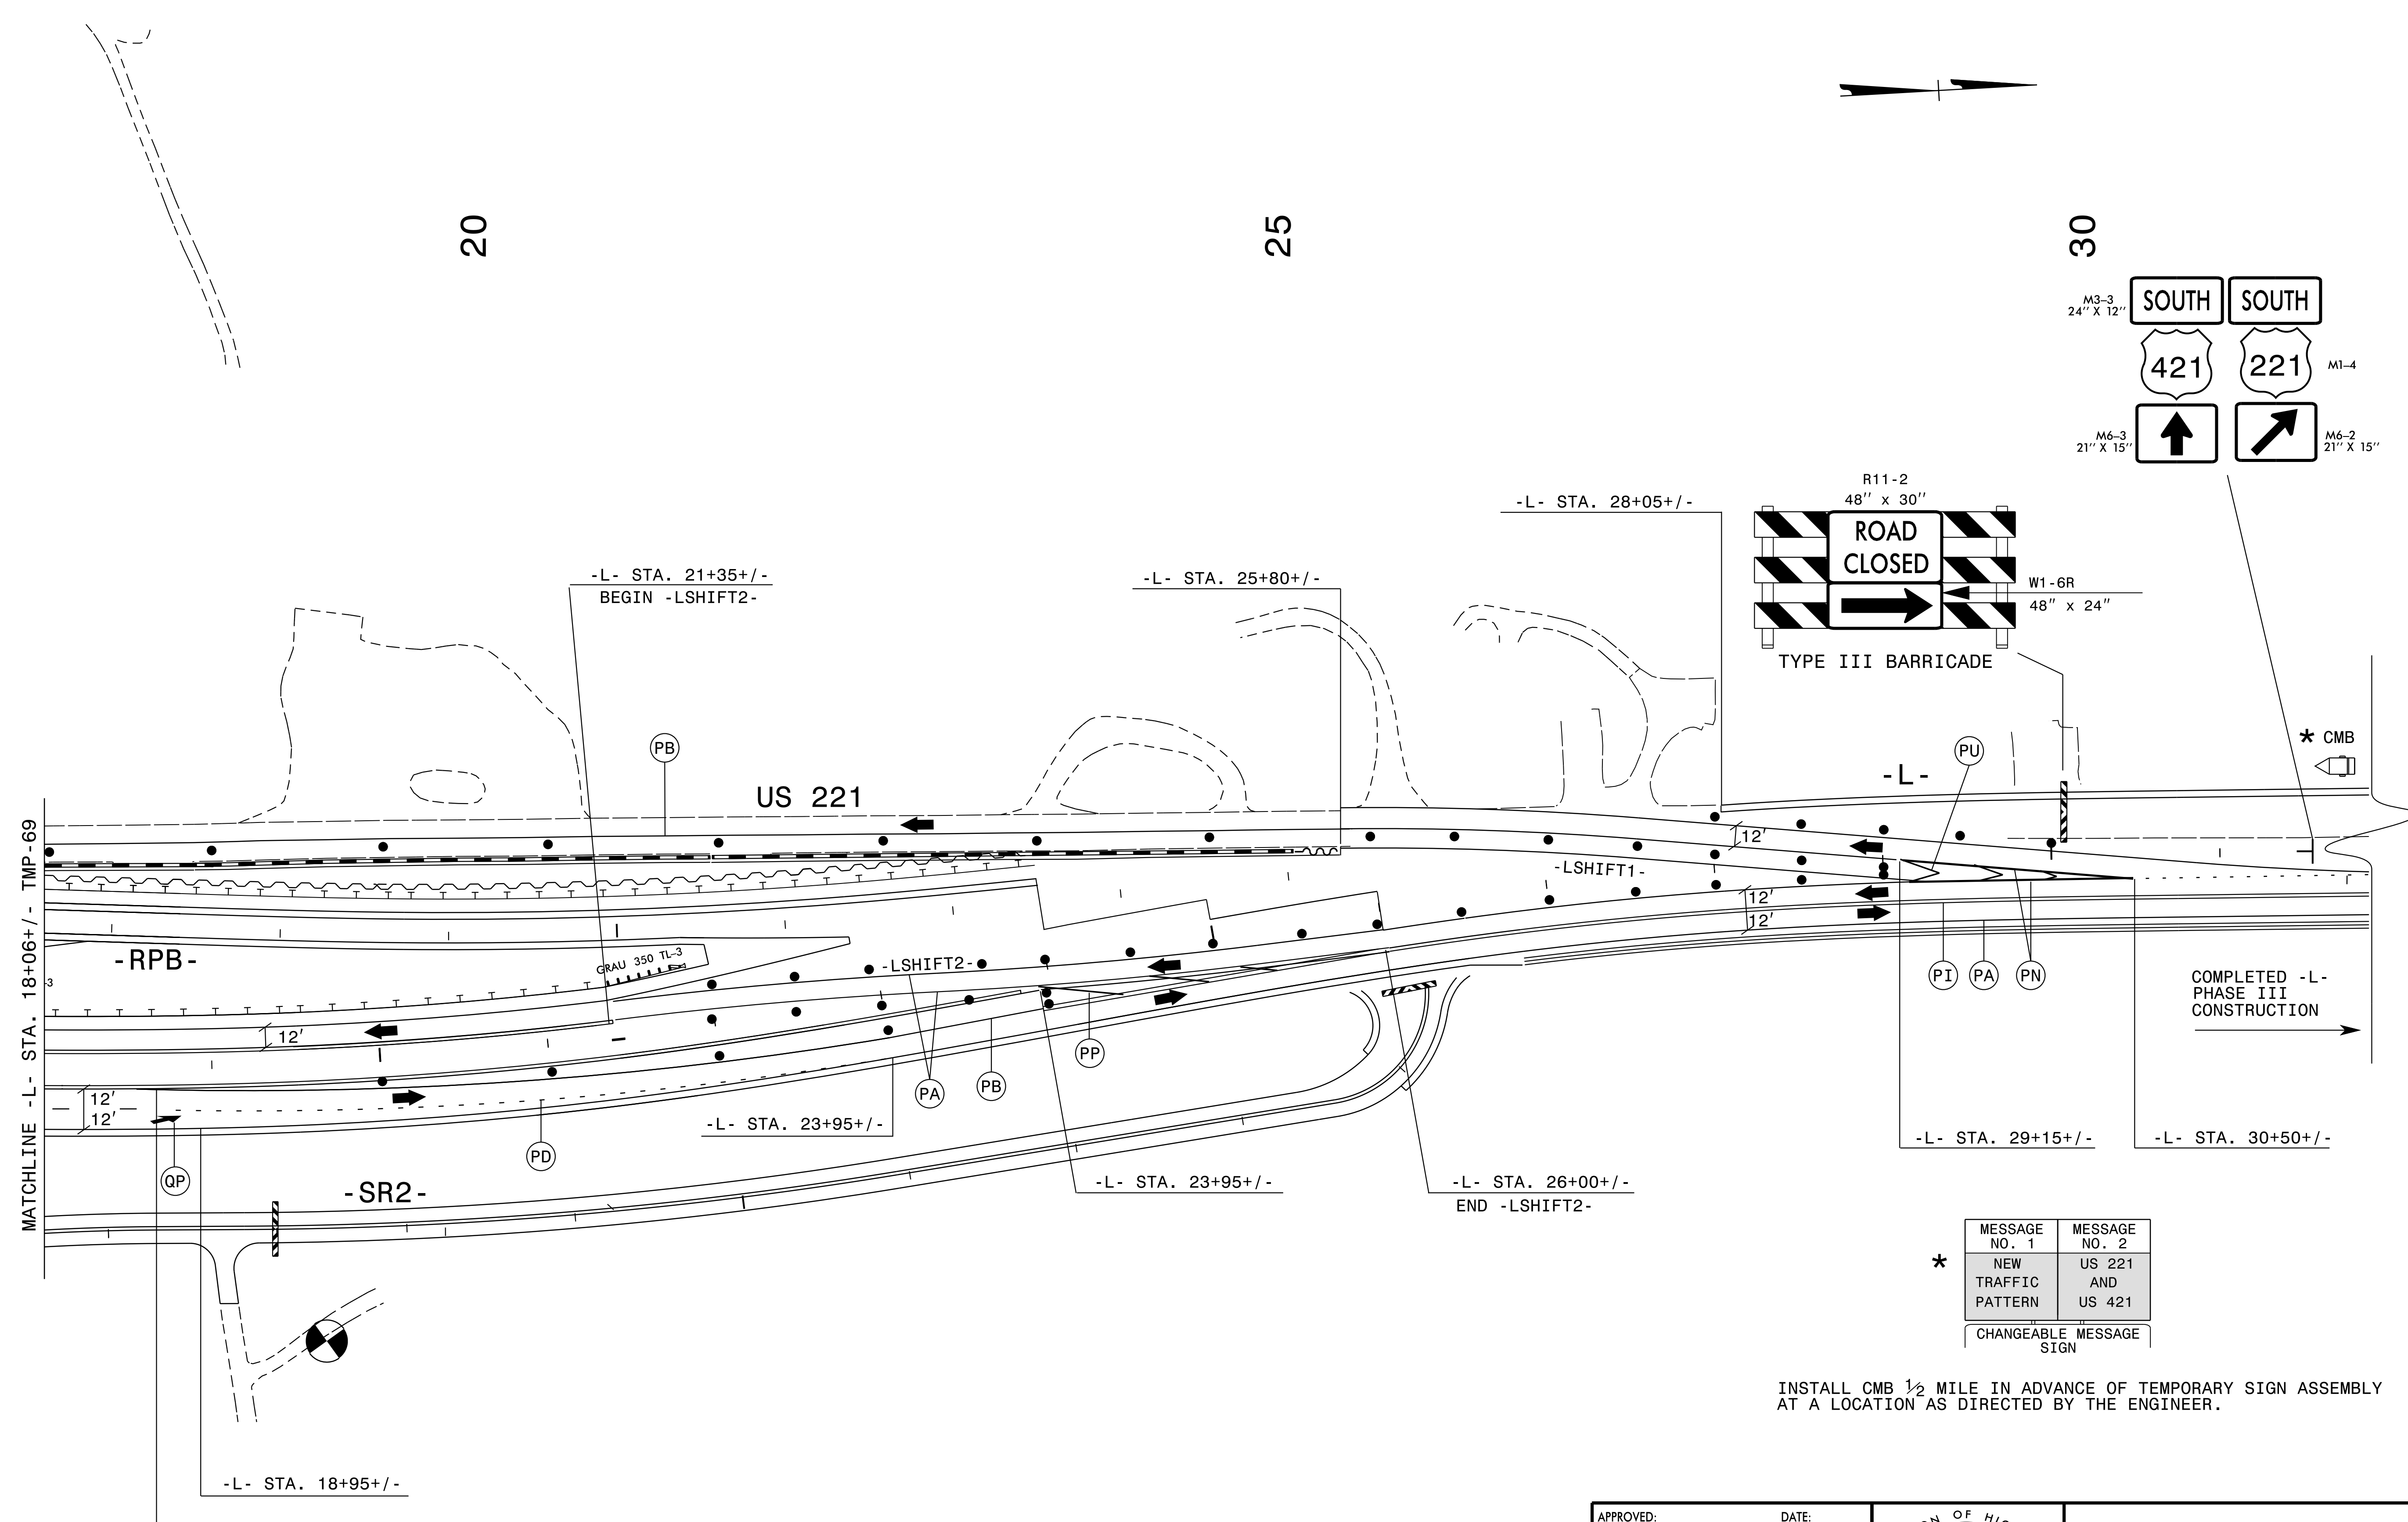 20
25
30
M3-3
24" X 12"
SOUTH
SOUTH
421
221
M1-4
M6-3
21" X 15"
M6-2
21" X 15"
R11-2
48" x 30"
-L- STA. 28+05+/-
ROAD
CLOSED
W1-6R
48" x 24"
TYPE III BARRICADE
-L- STA. 21+35+/-
BEGIN -LSHIFT2-
-L- STA. 25+80+/-
* CMB
PB
PU
US 221
-L-
12'
-LSHIFT1-
12'
12'
MATCHLINE -L- STA. 18+06+/- TMP-69
-RPB-
GRAU 350 TL-3
-LSHIFT2-
-3
PI
PA
PN
COMPLETED -L-
PHASE III
CONSTRUCTION
12'
PP
PA
PB
12'
12'
-L- STA. 23+95+/-
PD
QP
-L- STA. 29+15+/-
-L- STA. 30+50+/-
-SR2-
-L- STA. 23+95+/-
-L- STA. 26+00+/-
END -LSHIFT2-
*
MESSAGE NO. 1
MESSAGE NO. 2
NEW
TRAFFIC
PATTERN
US 221
AND
US 421
CHANGEABLE MESSAGE
SIGN
INSTALL CMB 1/2 MILE IN ADVANCE OF TEMPORARY SIGN ASSEMBLY
AT A LOCATION AS DIRECTED BY THE ENGINEER.
-L- STA. 18+95+/-
APPROVED:
DATE:
OF